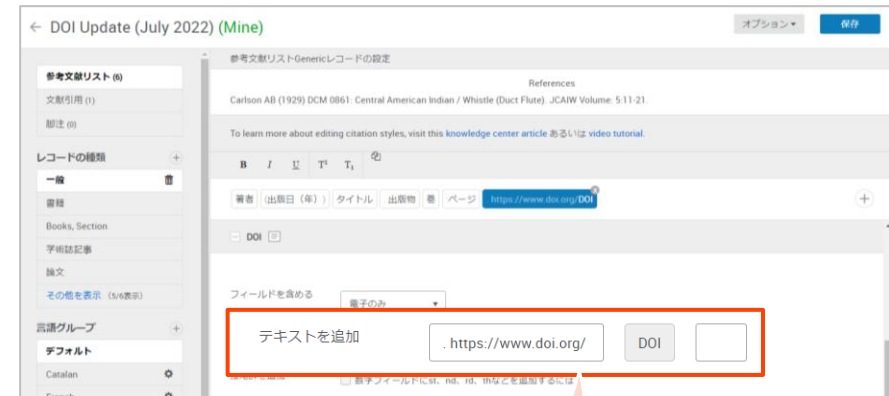 ← DOI Update (July 2022) (Mine)
オプション▾
保存
参考文献リスト (6)
文献引用 (1)
脚注 (0)
レコードの種類 +
一般
書籍
Books, Section
学術雑誌記事
論文
その他を表示 (5/6表示)
言語グループ +
デフォルト
Catalan
French
参考文献リストGenericレコードの設定
References
Carlson AB (1929) DCM 0861: Central American Indian / Whistle (Duct Flute). JCAIW Volume: 5:11-21.
To learn more about editing citation styles, visit this knowledge center article あるいは video tutorial.
B I U T² T₁
著者 (出版日（年）) タイトル 出版物 巻 ページ https://www.doi.org/DOI
DOI
フィールドを含める 電子のみ
テキストを追加 . https://www.doi.org/ DOI
数字フィールドにst、nd、rd、thなどを追加するには